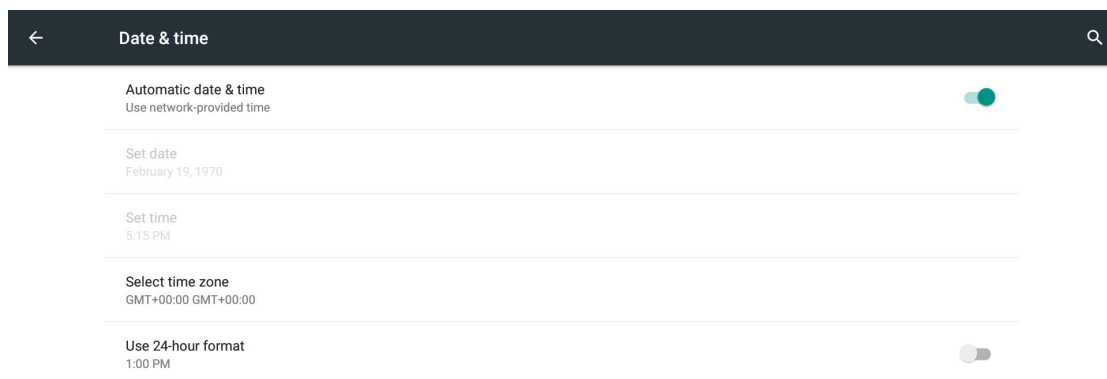 Date & time
Automatic date & time
Use network-provided time
Set date
February 19, 1970
Set time
5:15 PM
Select time zone
GMT+00:00 GMT+00:00
Use 24-hour format
1:00 PM